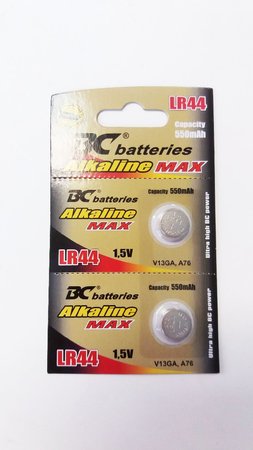 LR44
Capacity
550mAh
BC® batteries
Alkaline MAX
BC® batteries
Capacity 550mAh
Alkaline
MAX
LR44 1,5V
V13GA, A76
Ultra high BC power
BC® batteries
Capacity 550mAh
Alkaline
MAX
LR44 1,5V
V13GA, A76
Ultra high BC power